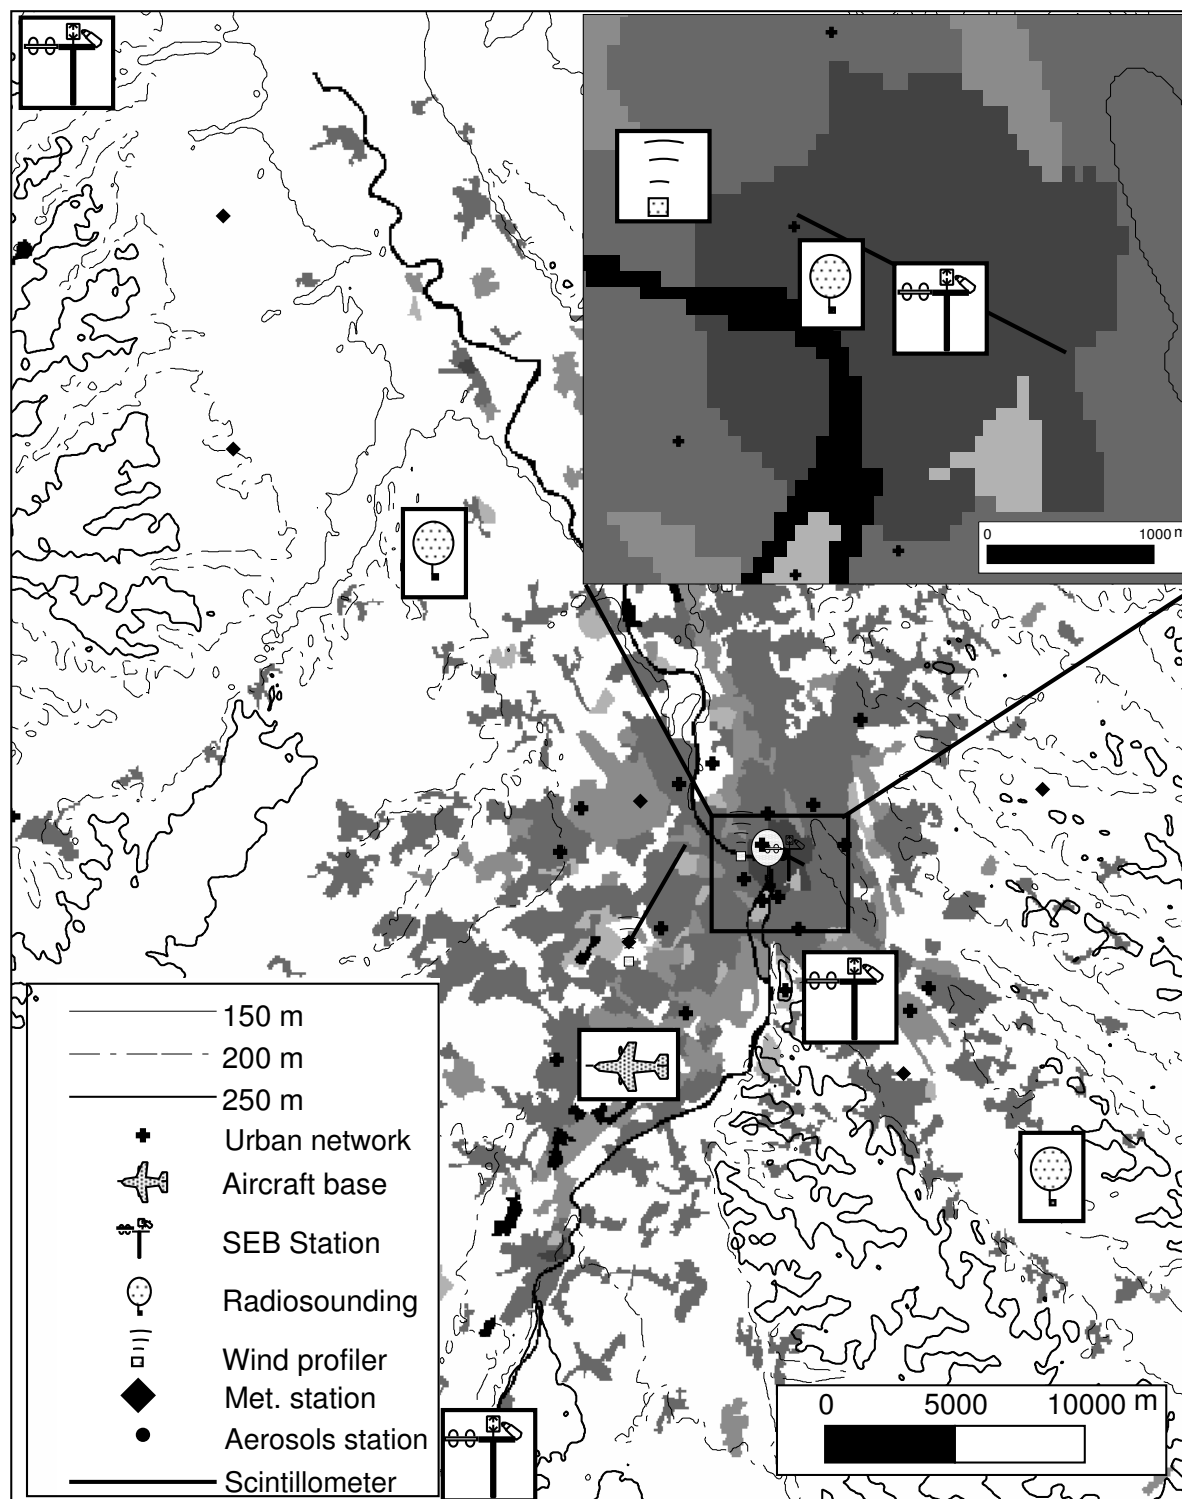 0 1000 m
150 m
200 m
250 m
Urban network
Aircraft base
SEB Station
Radiosounding
Wind profiler
Met. station
Aerosols station
Scintillometer
0 5000 10000 m